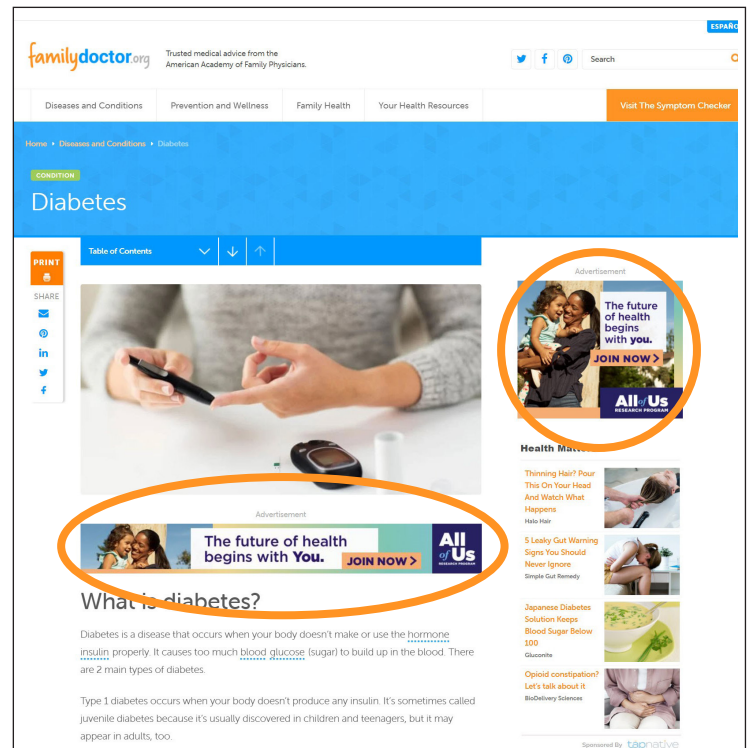 ESPAÑO
familydoctor.org
Trusted medical advice from the
American Academy of Family Physicians.
Search
Diseases and Conditions
Prevention and Wellness
Family Health
Your Health Resources
Visit The Symptom Checker
Home
Diseases and Conditions
Diabetes
CONDITION
Diabetes
Table of Contents
PRINT
SHARE
Advertisement
The future
of health
begins
with you.
JOIN NOW >
All of Us
RESEARCH PROGRAM
Advertisement
The future of health
begins with You.
JOIN NOW >
All
of Us
RESEARCH PROGRAM
What is diabetes?
Diabetes is a disease that occurs when your body doesn't make or use the hormone
insulin properly. It causes too much blood glucose (sugar) to build up in the blood. There
are 2 main types of diabetes.
Type 1 diabetes occurs when your body doesn't produce any insulin. It's sometimes called
juvenile diabetes because it's usually discovered in children and teenagers, but it may
appear in adults, too.
Health
Thinning Hair? Pour
This On Your Head
And Watch What
Happens
Halo Hair
5 Leaky Gut Warning
Signs You Should
Never Ignore
Simple Gut Remedy
Japanese Diabetes
Solution Keeps
Blood Sugar Below
100
Gluconite
Opioid constipation?
Let's talk about it
BioDelivery Sciences
Sponsored By tapnative